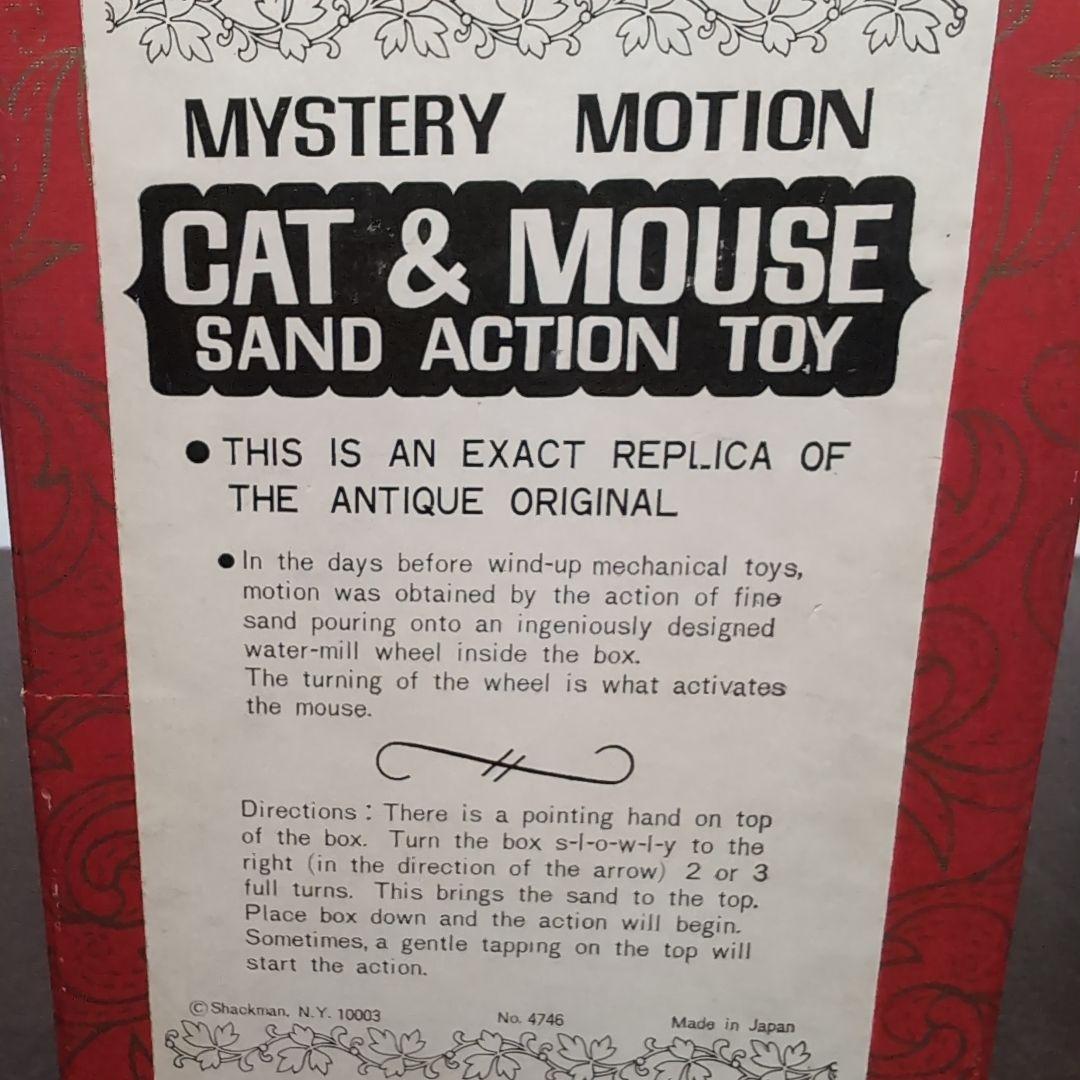 MYSTERY MOTION
CAT & MOUSE
SAND ACTION TOY
● THIS IS AN EXACT REPLICA OF
THE ANTIQUE ORIGINAL
● In the days before wind-up mechanical toys,
motion was obtained by the action of fine
sand pouring onto an ingeniously designed
water-mill wheel inside the box.
The turning of the wheel is what activates
the mouse.
Directions : There is a pointing hand on top
of the box. Turn the box s-l-o-w-l-y to the
right (in the direction of the arrow) 2 or 3
full turns. This brings the sand to the top.
Place box down and the action will begin.
Sometimes, a gentle tapping on the top will
start the action.
©Shackman, N.Y. 10003 No. 4746 Made in Japan